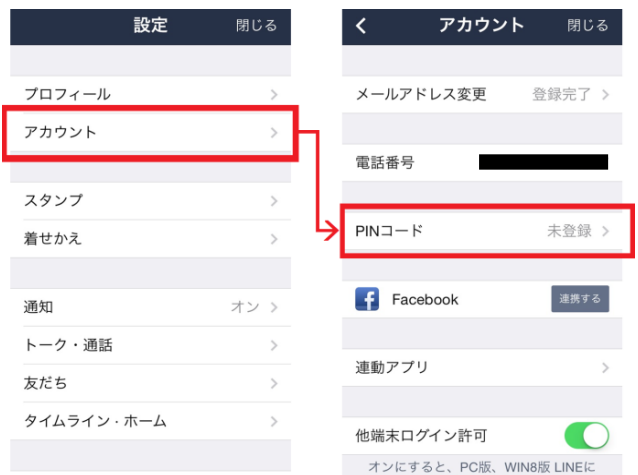 設定 閉じる
プロフィール
アカウント
スタンプ
着せかえ
通知 オン
トーク・通話
友だち
タイムライン・ホーム
アカウント 閉じる
メールアドレス変更 登録完了
電話番号
PINコード 未登録
Facebook 連携する
連動アプリ
他端末ログイン許可
オンにすると、PC版、WIN8版 LINEに